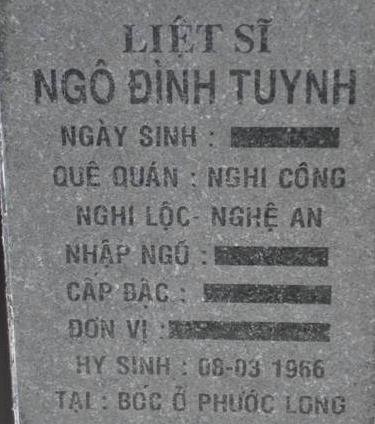 LIỆT SĨ
NGÔ ĐÌNH TUYNH
NGÀY SINH :
QUÊ QUÁN : NGHI CÔNG
NGHI LỘC- NGHỆ AN
NHẬP NGŨ :
CẤP BẬC :
ĐƠN VỊ :
HY SINH : 08-03 1966
TẠI : BÓC Ở PHƯỚC LONG